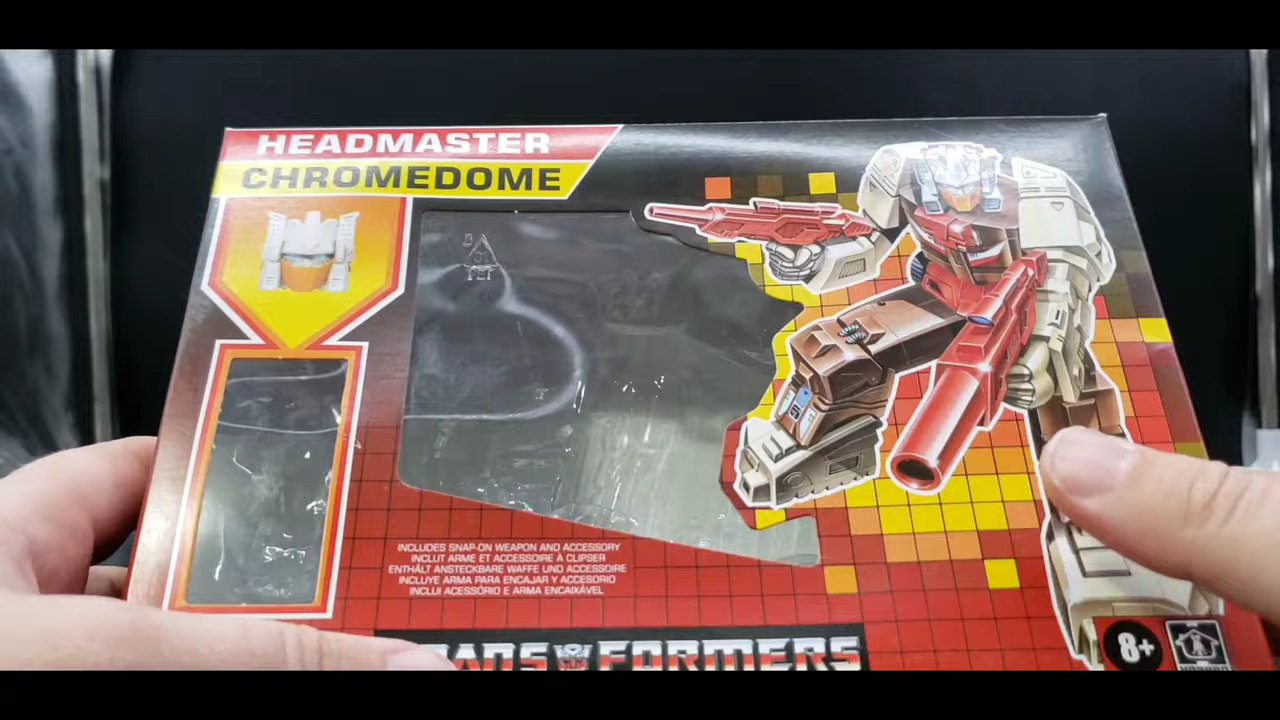 HEADMASTER
CHROMEDOME
INCLUDES SNAP-ON WEAPON AND ACCESSORY
INCLUT ARME ET ACCESSOIRE À CLIPSER
ENTHÄLT ANSTECKBARE WAFFE UND ACCESSOIRE
INCLUYE ARMA PARA ENCAJAR Y ACCESORIO
INCLUI ACESSÓRIO E ARMA ENCAIXÁVEL
TRANSFORMERS
8+